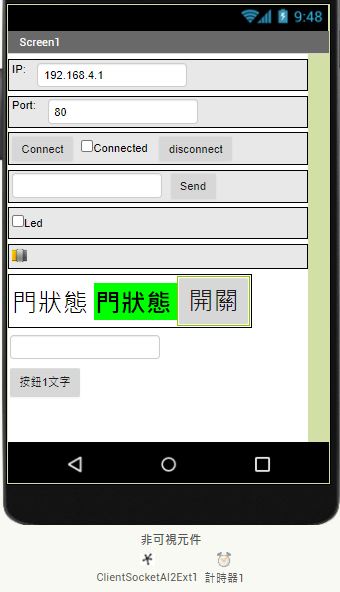 9:48
Screen1
IP: 192.168.4.1
Port: 80
Connect Connected disconnect
Send
Led
門狀態 門狀態 開關
按鈕1文字
非可視元件
ClientSocketAI2Ext1 計時器1